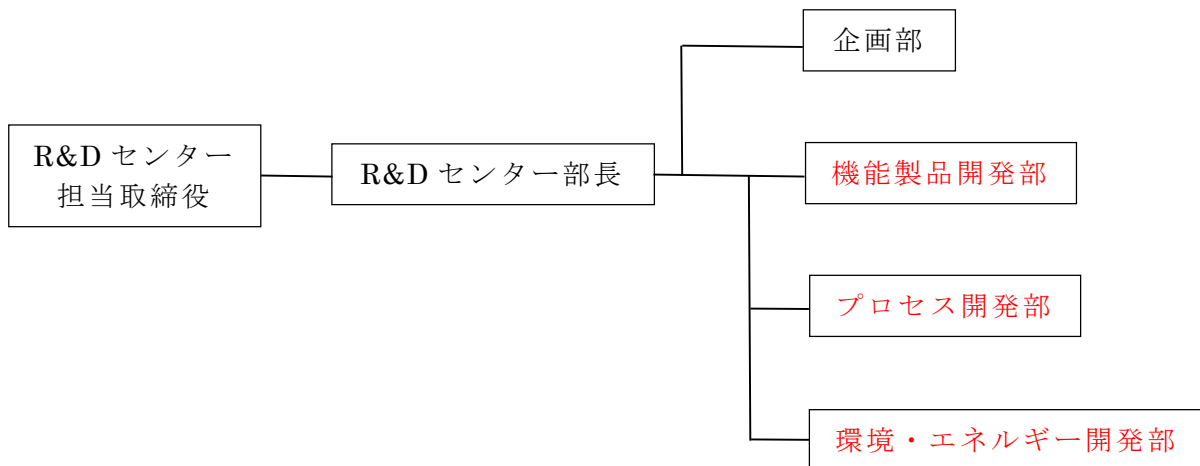 企画部
R&Dセンター
担当取締役
R&Dセンター部長
機能製品開発部
プロセス開発部
環境・エネルギー開発部